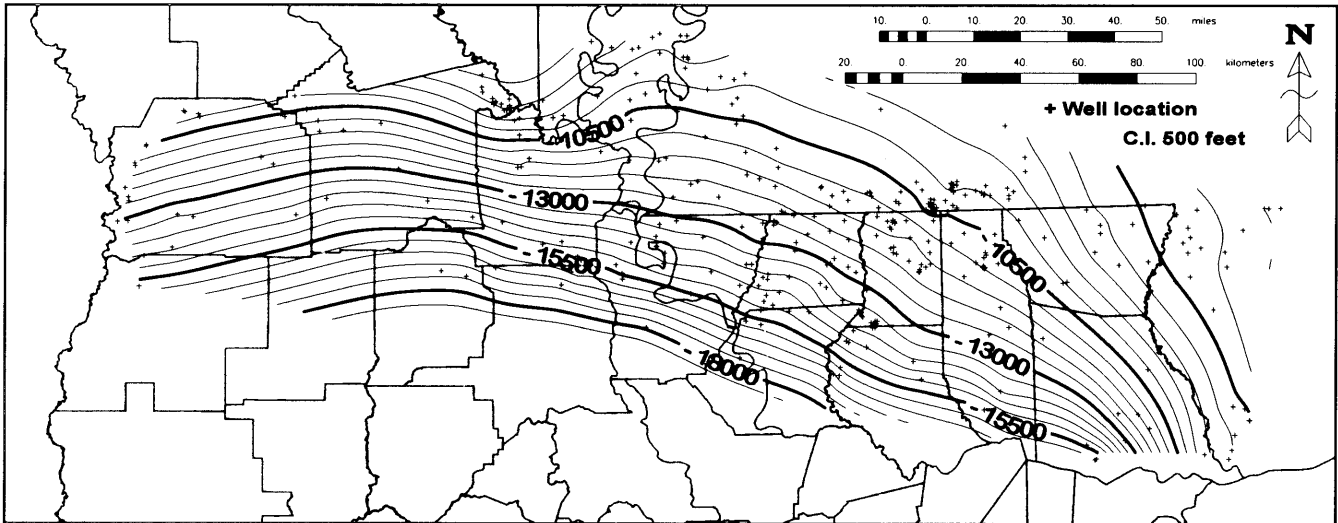 10. 0. 10. 20. 30. 40. 50. miles
N
20 0. 20 40 60 80 100. kilometers
+ Well location
C.I. 500 feet
-10500
-13000
-15500
-10500
-13000
-18000
-15500